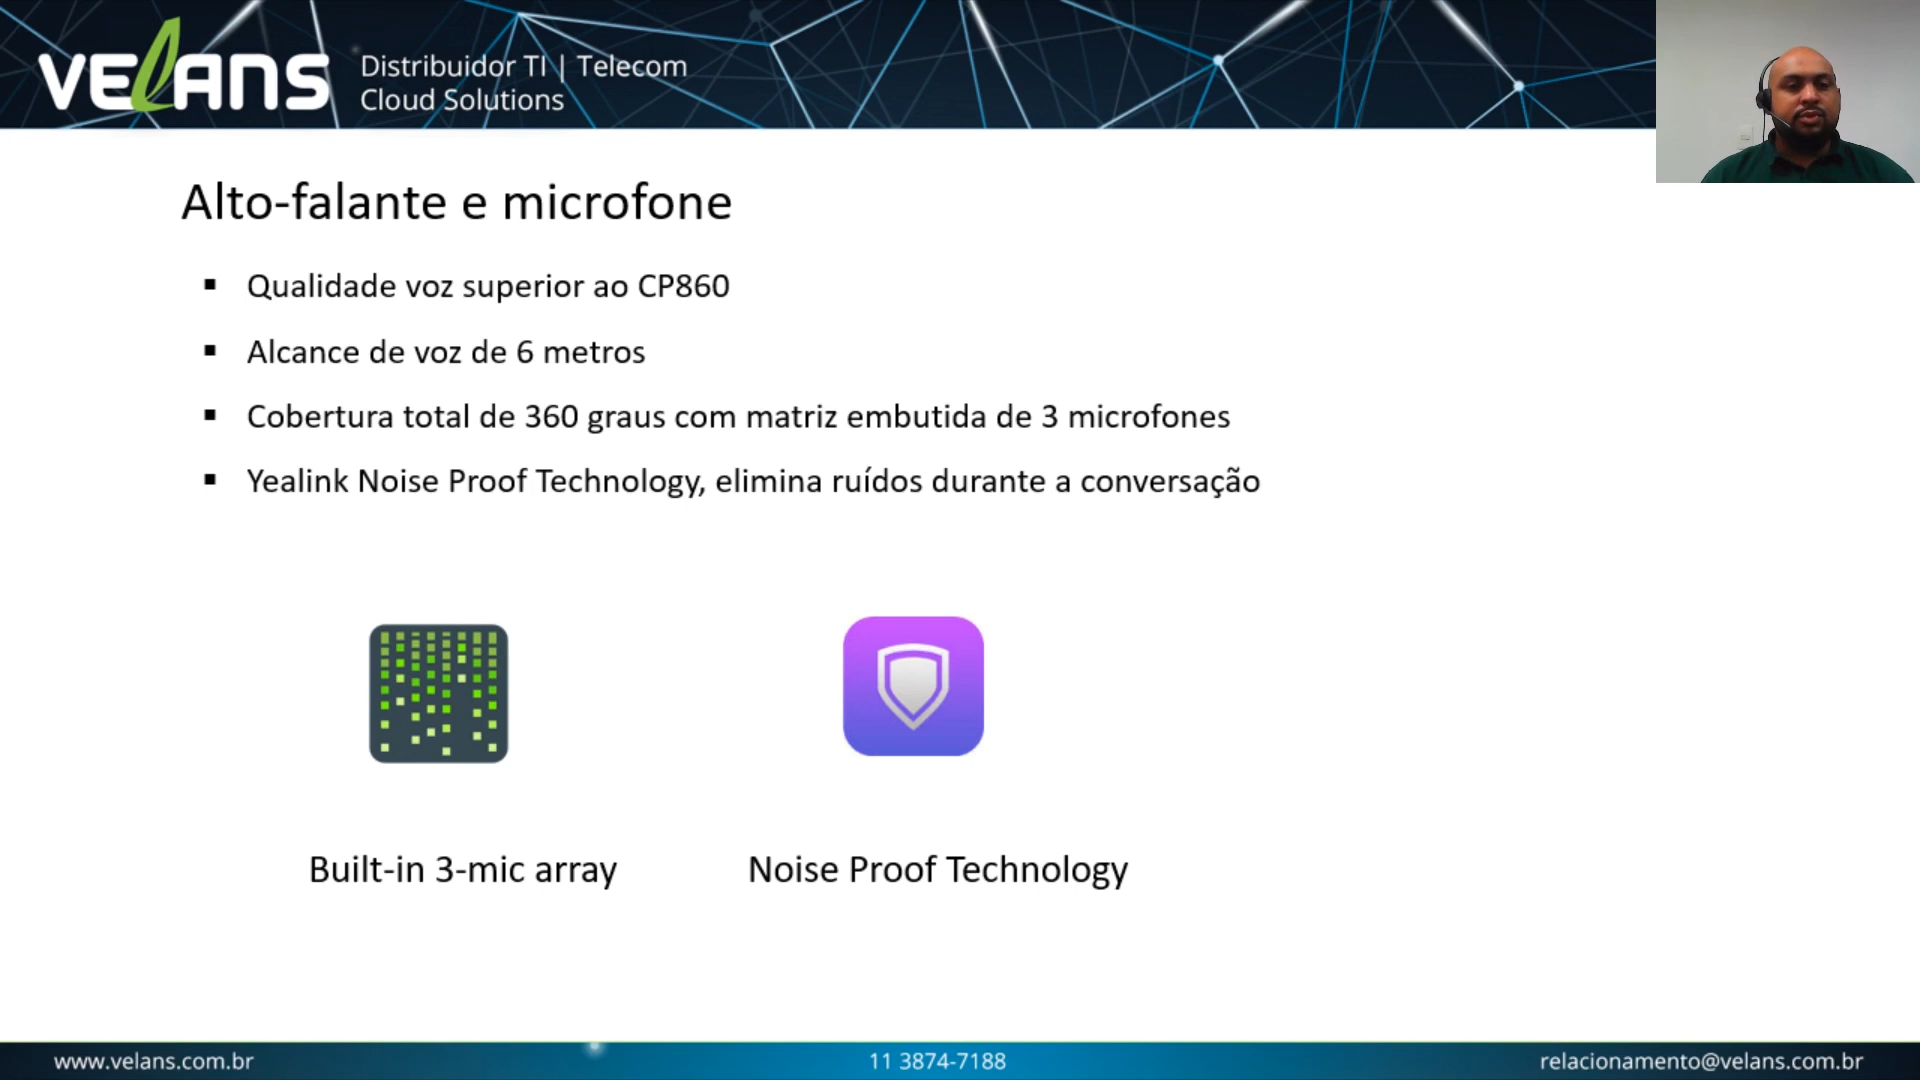 VELANS
Distribuidor TI | Telecom
Cloud Solutions
Alto-falante e microfone
▪ Qualidade voz superior ao CP860
▪ Alcance de voz de 6 metros
▪ Cobertura total de 360 graus com matriz embutida de 3 microfones
▪ Yealink Noise Proof Technology, elimina ruídos durante a conversação
Built-in 3-mic array
Noise Proof Technology
www.velans.com.br
11 3874-7188
relacionamento@velans.com.br